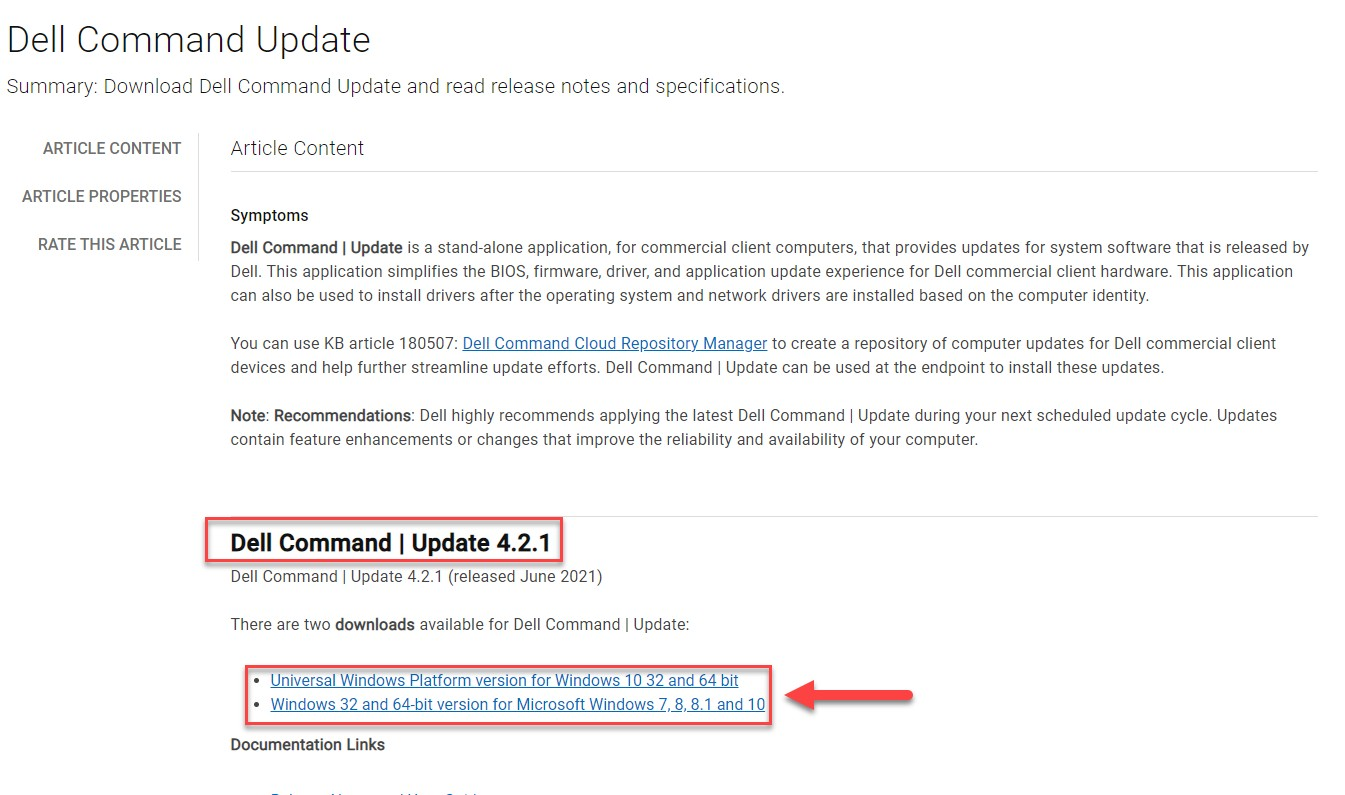 Dell Command Update
Summary: Download Dell Command Update and read release notes and specifications.
ARTICLE CONTENT
ARTICLE PROPERTIES
RATE THIS ARTICLE
Article Content
Symptoms
Dell Command | Update is a stand-alone application, for commercial client computers, that provides updates for system software that is released by
Dell. This application simplifies the BIOS, firmware, driver, and application update experience for Dell commercial client hardware. This application
can also be used to install drivers after the operating system and network drivers are installed based on the computer identity.
You can use KB article 180507: Dell Command Cloud Repository Manager to create a repository of computer updates for Dell commercial client
devices and help further streamline update efforts. Dell Command | Update can be used at the endpoint to install these updates.
Note: Recommendations: Dell highly recommends applying the latest Dell Command | Update during your next scheduled update cycle. Updates
contain feature enhancements or changes that improve the reliability and availability of your computer.
Dell Command | Update 4.2.1
Dell Command | Update 4.2.1 (released June 2021)
There are two downloads available for Dell Command | Update:
• Universal Windows Platform version for Windows 10 32 and 64 bit
• Windows 32 and 64-bit version for Microsoft Windows 7, 8, 8.1 and 10
Documentation Links